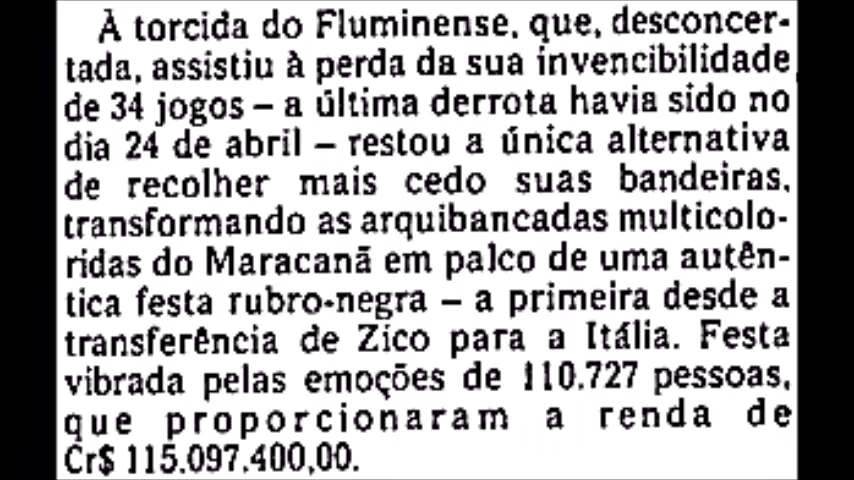 À torcida do Fluminense, que, desconcer-
tada, assistiu à perda da sua invencibilidade
de 34 jogos – a última derrota havia sido no
dia 24 de abril – restou a única alternativa
de recolher mais cedo suas bandeiras,
transformando as arquibancadas multicolo-
ridas do Maracanã em palco de uma autên-
tica festa rubro-negra – a primeira desde a
transferência de Zico para a Itália. Festa
vibrada pelas emoções de 110.727 pessoas,
que proporcionaram a renda de
Cr$ 115.097.400,00.